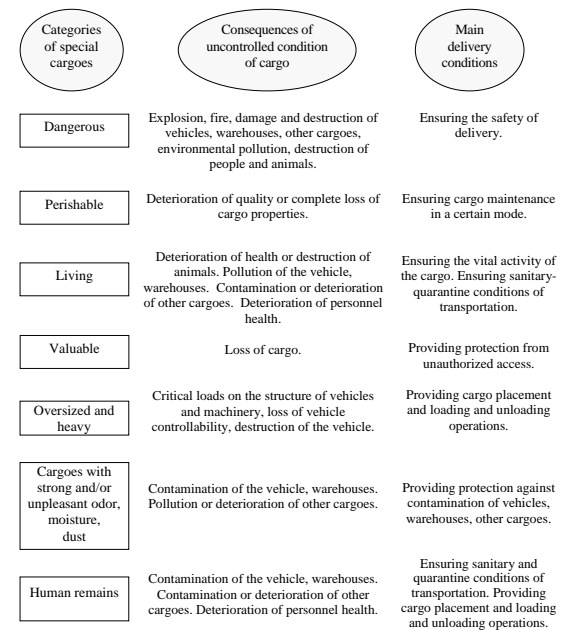 Categories
of special
cargoes
Consequences of
uncontrolled condition
of cargo
Main
delivery
conditions
Dangerous
Explosion, fire, damage and destruction of
vehicles, warehouses, other cargoes,
environmental pollution, destruction of
people and animals.
Ensuring the safety of
delivery.
Perishable
Deterioration of quality or complete loss of
cargo properties.
Ensuring cargo maintenance
in a certain mode.
Living
Deterioration of health or destruction of
animals. Pollution of the vehicle,
warehouses. Contamination or deterioration
of other cargoes. Deterioration of personnel
health.
Ensuring the vital activity of
the cargo. Ensuring sanitary-
quarantine conditions of
transportation.
Valuable
Loss of cargo.
Providing protection from
unauthorized access.
Oversized and
heavy
Critical loads on the structure of vehicles
and machinery, loss of vehicle
controllability, destruction of the vehicle.
Providing cargo placement
and loading and unloading
operations.
Cargoes with
strong and/or
unpleasant odor,
moisture,
dust
Contamination of the vehicle, warehouses.
Pollution or deterioration of other cargoes.
Providing protection against
contamination of vehicles,
warehouses, other cargoes.
Human remains
Contamination of the vehicle, warehouses.
Contamination or deterioration of other
cargoes. Deterioration of personnel health.
Ensuring sanitary and
quarantine conditions of
transportation. Providing
cargo placement and loading
and unloading operations.